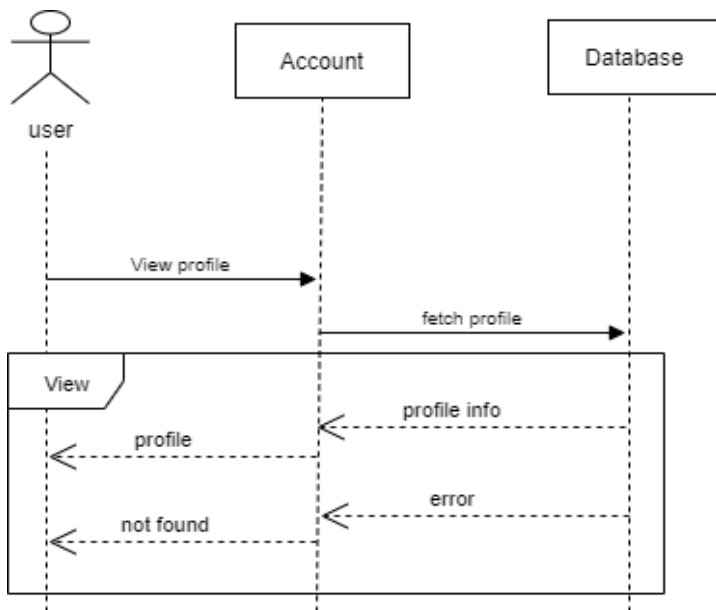 user
Account
Database
View profile
fetch profile
View
profile info
profile
error
not found